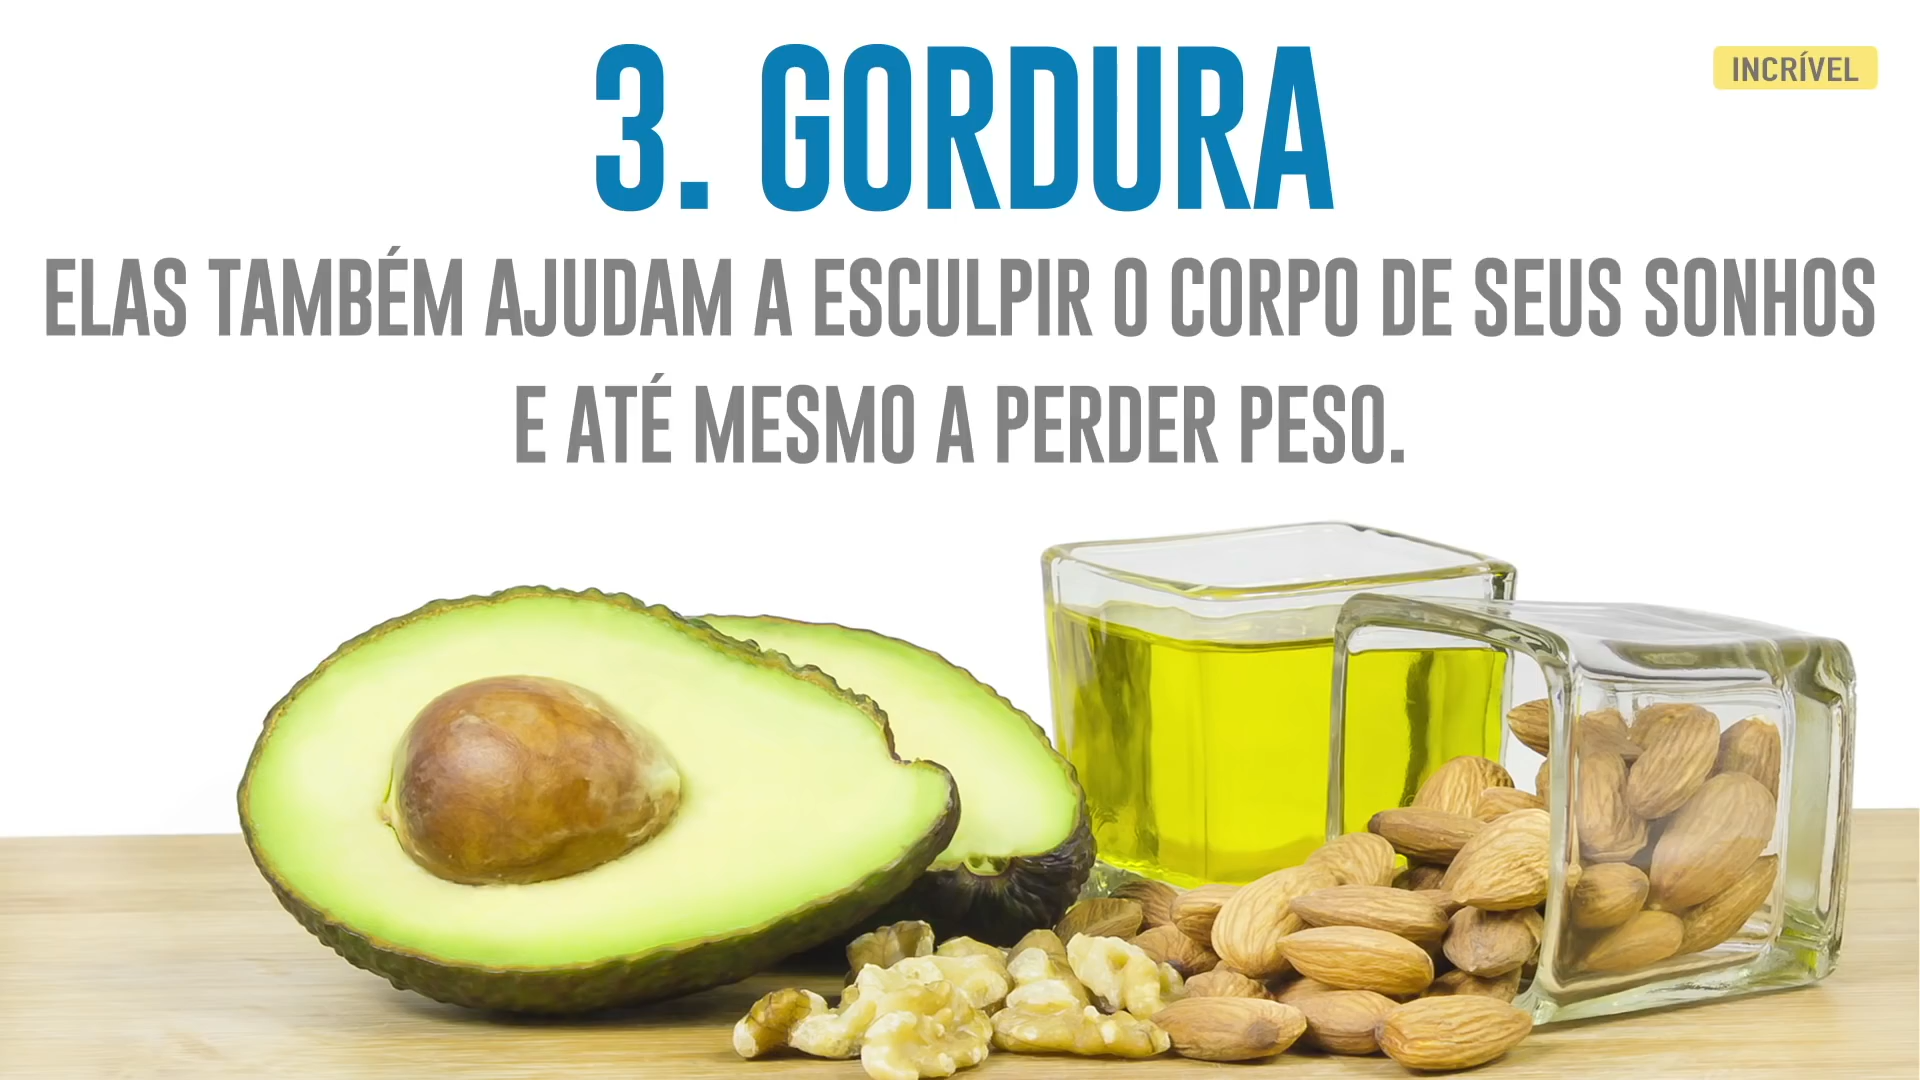 3. GORDURA
INCRÍVEL
ELAS TAMBÉM AJUDAM A ESCULPIR O CORPO DE SEUS SONHOS
E ATÉ MESMO A PERDER PESO.